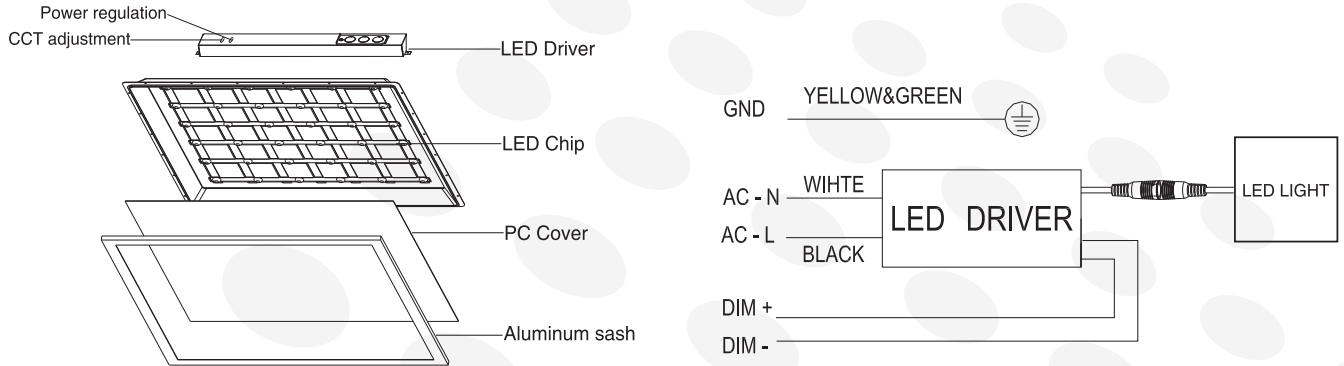 Power regulation
CCT adjustment
LED Driver
LED Chip
PC Cover
Aluminum sash
GND
YELLOW&GREEN
AC - N
WIHTE
AC - L
BLACK
LED DRIVER
LED LIGHT
DIM +
DIM -